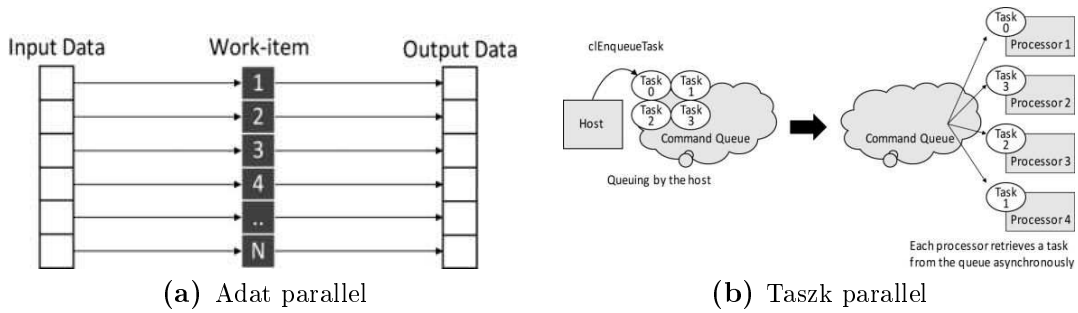 Input Data Work-item Output Data
1
2
3
4
..
N
(a) Adat parallel
clEnqueueTask
Host
Task 0
Task 1
Task 2
Task 3
Command Queue
Queuing by the host
Command Queue
Task 0
Processor 1
Task 3
Processor 2
Task 2
Processor 3
Task 1
Processor 4
Each processor retrieves a task
from the queue asynchronously
(b) Taszk parallel